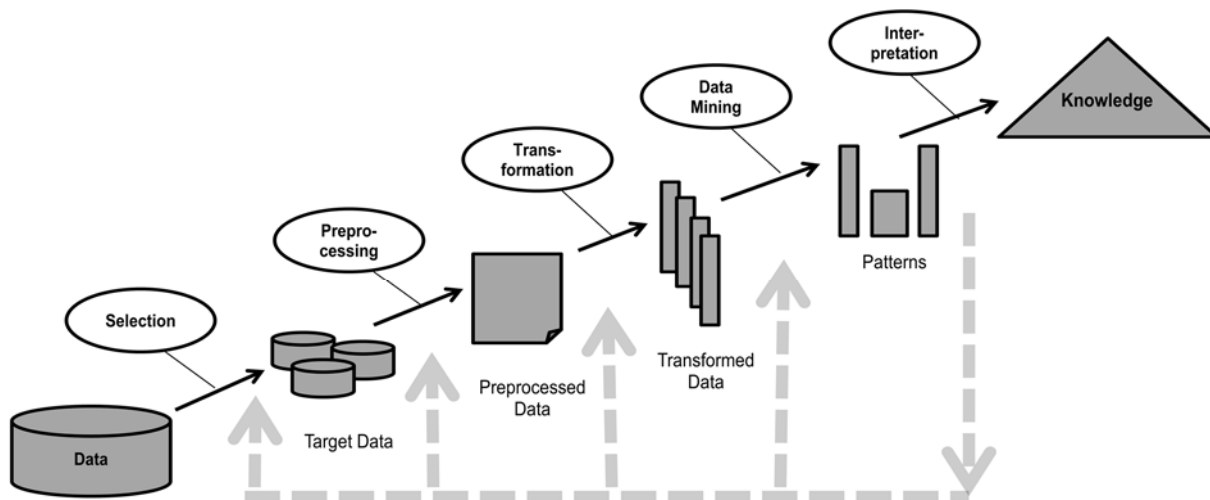 Inter-
pretation
Knowledge
Data
Mining
Trans-
formation
Patterns
Prepro-
cessing
Selection
Transformed
Data
Preprocessed
Data
Target Data
Data